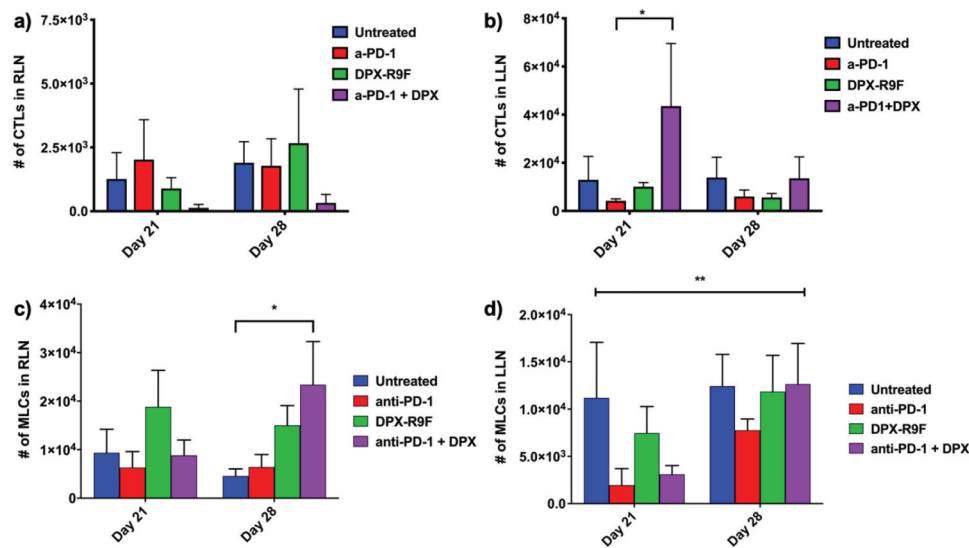 a)
# of CTLs in RLN
7.5×10³
5.0×10³
2.5×10³
0.0
Day 21
Day 28
Untreated
a-PD-1
DPX-R9F
a-PD-1 + DPX
b)
# of CTLs in LLN
8×10⁴
6×10⁴
4×10⁴
2×10⁴
0
*
Day 21
Day 28
Untreated
a-PD-1
DPX-R9F
a-PD1+DPX
c)
# of MLCs in RLN
4×10⁴
3×10⁴
2×10⁴
1×10⁴
0
*
Day 21
Day 28
Untreated
anti-PD-1
DPX-R9F
anti-PD-1 + DPX
d)
# of MLCs in LLN
2.0×10⁴
1.5×10⁴
1.0×10⁴
5.0×10³
0.0
**
Day 21
Day 28
Untreated
anti-PD-1
DPX-R9F
anti-PD-1 + DPX